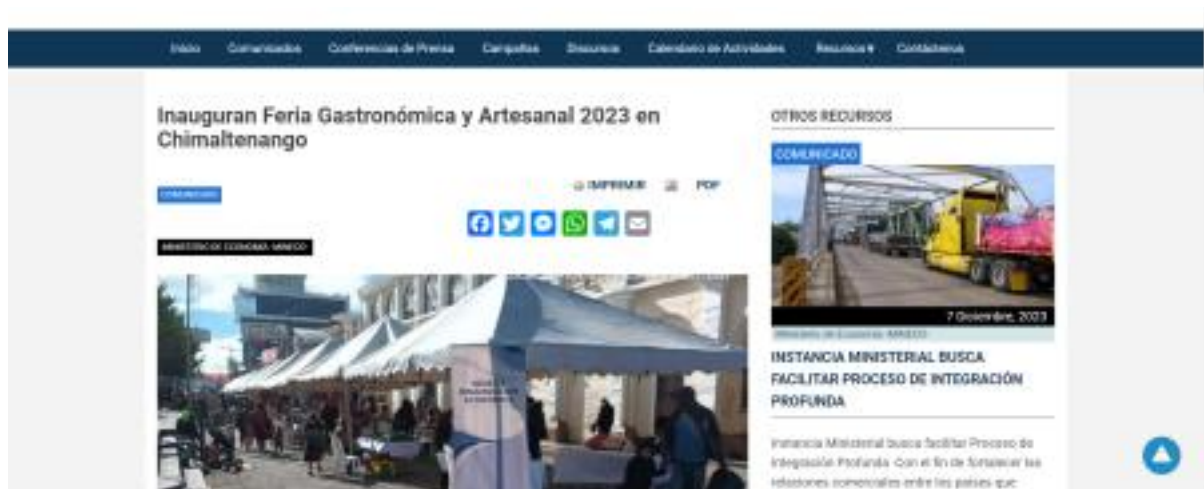 Inicio Comunicados Conferencias de Prensa Campañas Discursos Calendario de Actividades Recursos▾ Contáctenos
Inauguran Feria Gastronómica y Artesanal 2023 en
Chimaltenango
COMUNICADO
IMPRIMIR PDF
MINISTERIO DE ECONOMÍA -MINECO-
OTROS RECURSOS
COMUNICADO
7 Diciembre, 2023
Ministerio de Economía -MINECO-
INSTANCIA MINISTERIAL BUSCA
FACILITAR PROCESO DE INTEGRACIÓN
PROFUNDA
Instancia Ministerial busca facilitar Proceso de
Integración Profunda -Con el fin de fortalecer las
relaciones comerciales entre los países que